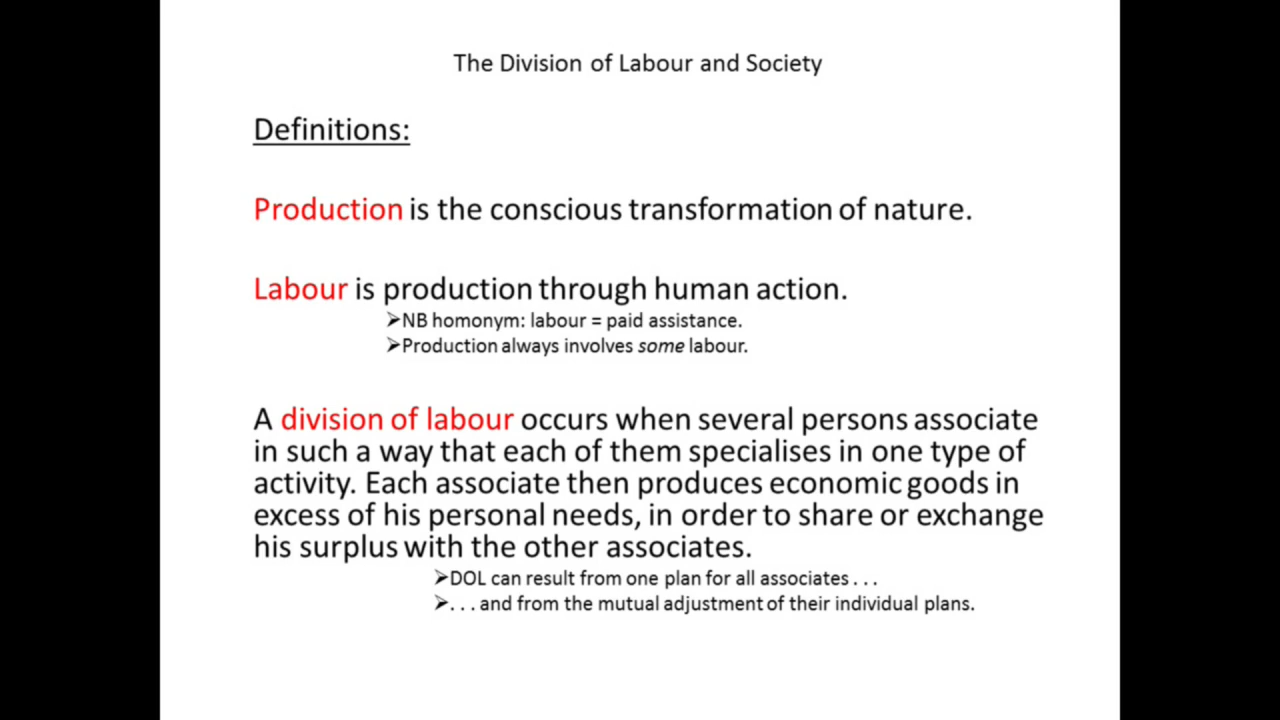 The Division of Labour and Society
Definitions:
Production is the conscious transformation of nature.
Labour is production through human action.
➢NB homonym: labour = paid assistance.
➢Production always involves some labour.
A division of labour occurs when several persons associate
in such a way that each of them specialises in one type of
activity. Each associate then produces economic goods in
excess of his personal needs, in order to share or exchange
his surplus with the other associates.
➢DOL can result from one plan for all associates . . .
➢. . . and from the mutual adjustment of their individual plans.